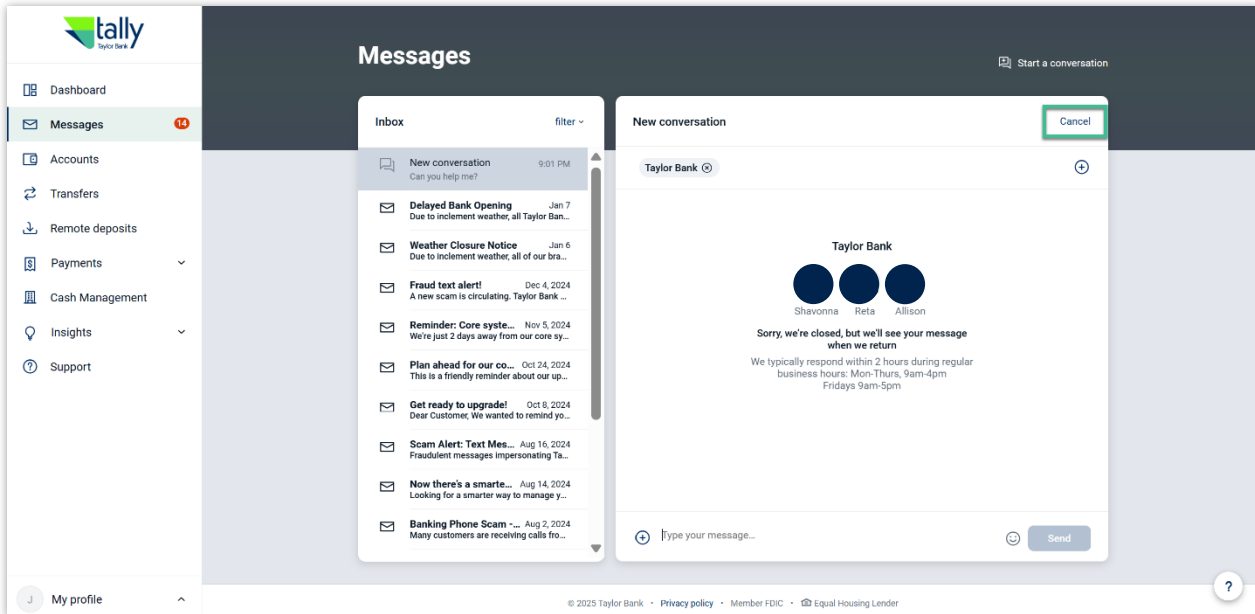 tally
Taylor Bank
Dashboard
Messages 14
Accounts
Transfers
Remote deposits
Payments
Cash Management
Insights
Support
J My profile
Messages
Start a conversation
Inbox filter
New conversation 9:01 PM
Can you help me?
Delayed Bank Opening Jan 7
Due to inclement weather, all Taylor Ban...
Weather Closure Notice Jan 6
Due to inclement weather, all of our bra...
Fraud text alert! Dec 4, 2024
A new scam is circulating. Taylor Bank ...
Reminder: Core syste... Nov 5, 2024
We're just 2 days away from our core sy...
Plan ahead for our co... Oct 24, 2024
This is a friendly reminder about our up...
Get ready to upgrade! Oct 8, 2024
Dear Customer, We wanted to remind yo...
Scam Alert: Text Mes... Aug 16, 2024
Fraudulent messages impersonating Ta...
Now there's a smarte... Aug 14, 2024
Looking for a smarter way to manage y...
Banking Phone Scam -... Aug 2, 2024
Many customers are receiving calls fro...
New conversation Cancel
Taylor Bank
Taylor Bank
Shavonna Reta Allison
Sorry, we're closed, but we'll see your message
when we return
We typically respond within 2 hours during regular
business hours: Mon-Thurs, 9am-4pm
Fridays 9am-5pm
Type your message... Send
?
© 2025 Taylor Bank • Privacy policy • Member FDIC • Equal Housing Lender